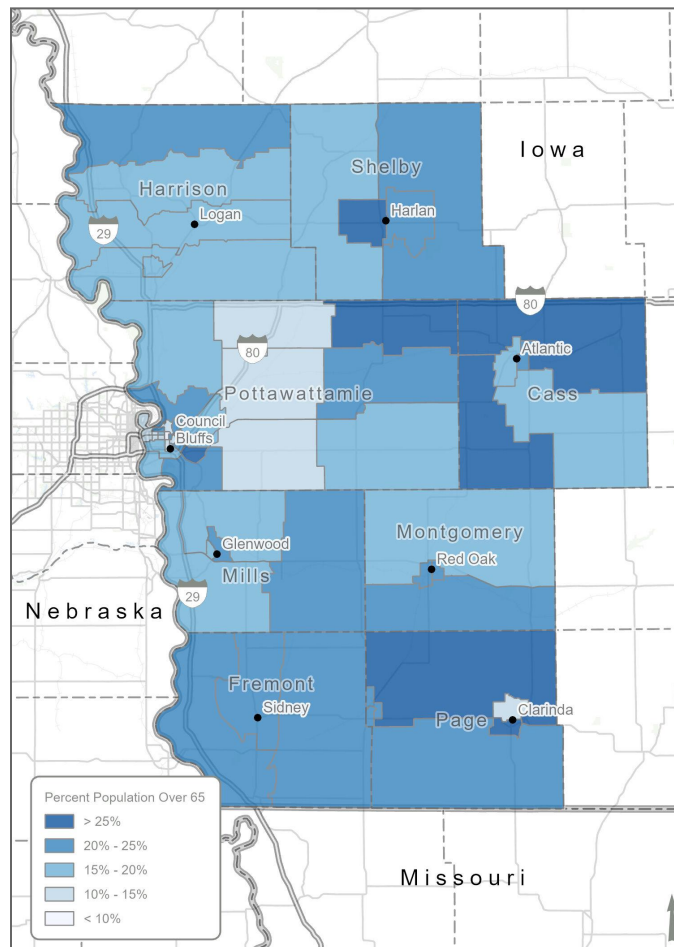 Iowa
Shelby
Harrison
Logan
Harlan
29
80
Atlantic
80
Pottawattamie
Cass
Council
Bluffs
Montgomery
Glenwood
Red Oak
Mills
29
Nebraska
Fremont
Sidney
Clarinda
Page
Percent Population Over 65
> 25%
20% - 25%
15% - 20%
10% - 15%
< 10%
Missouri